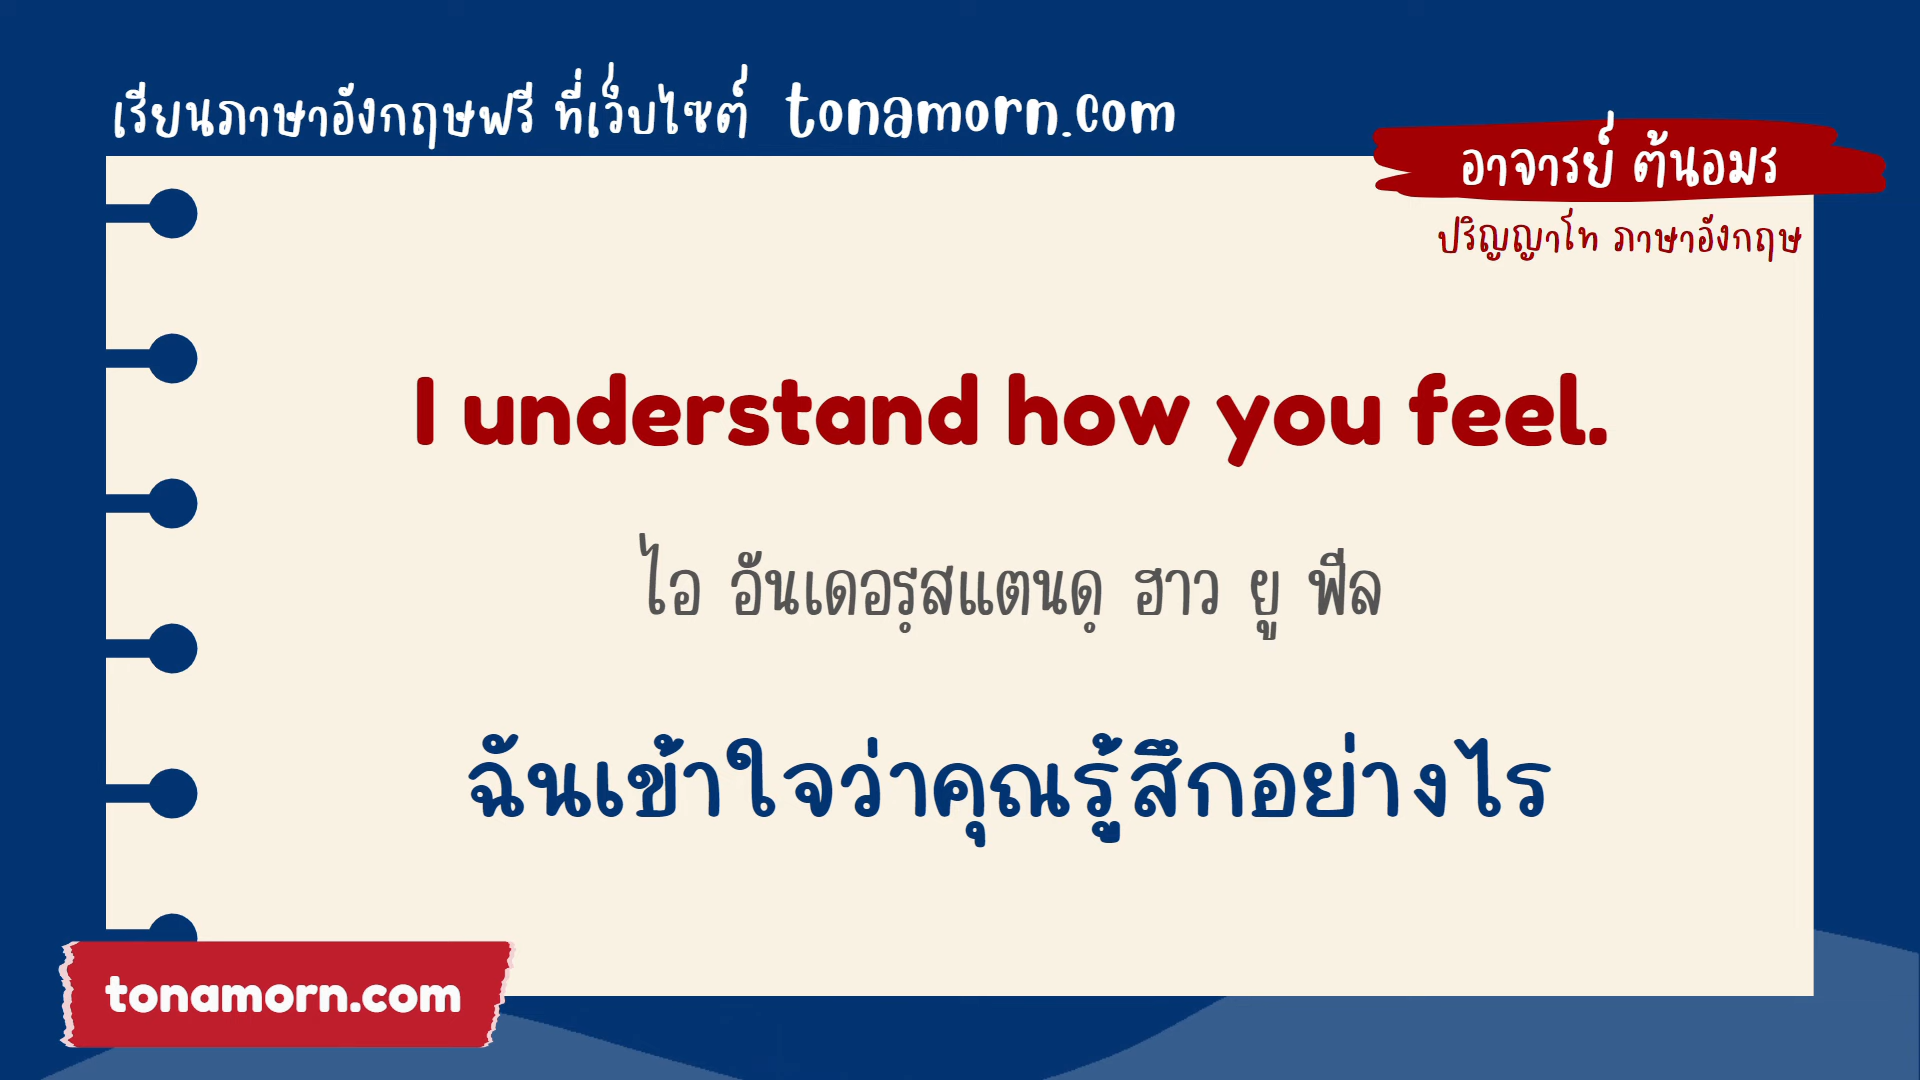 เรียนภาษาอังกฤษฟรี ที่เว็บไซต์ tonamorn.com
อาจารย์ ต้นอมร
ปริญญาโท ภาษาอังกฤษ
I understand how you feel.
ไอ อันเดอรฺสแตนดฺ ฮาว ยู ฟีล
ฉันเข้าใจว่าคุณรู้สึกอย่างไร
tonamorn.com